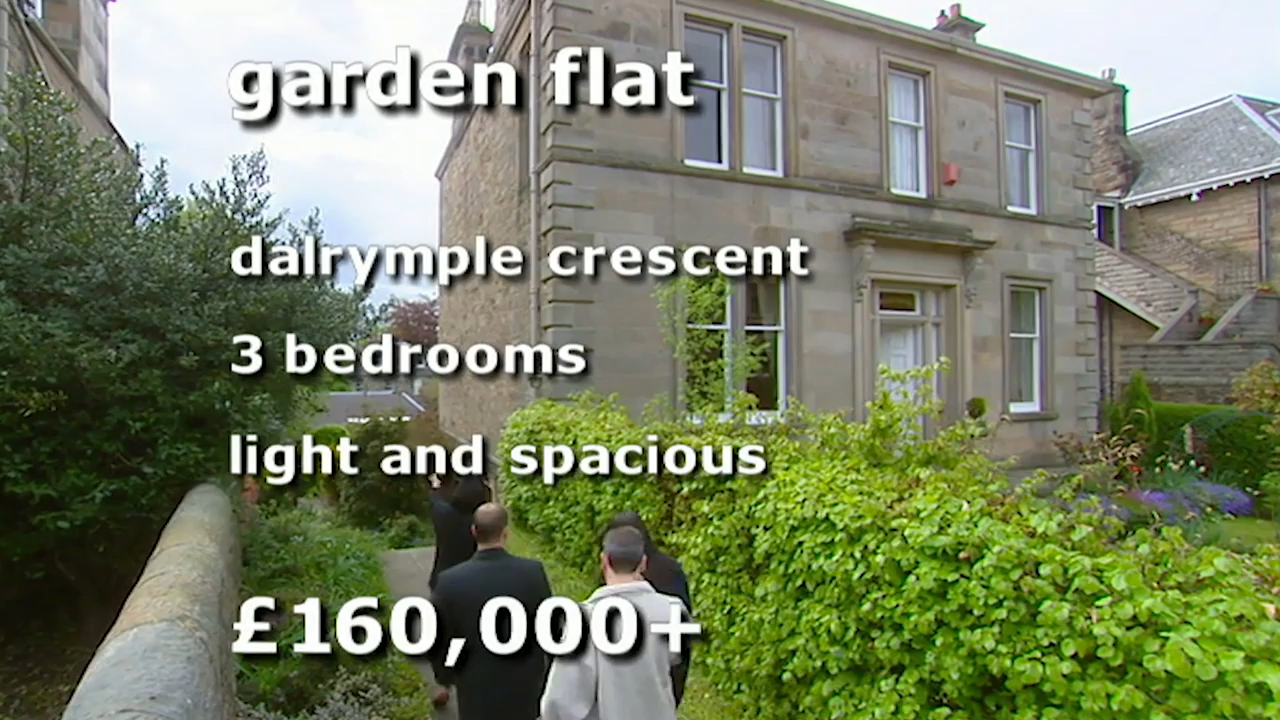 garden flat
dalrymple crescent
3 bedrooms
light and spacious
£160,000+